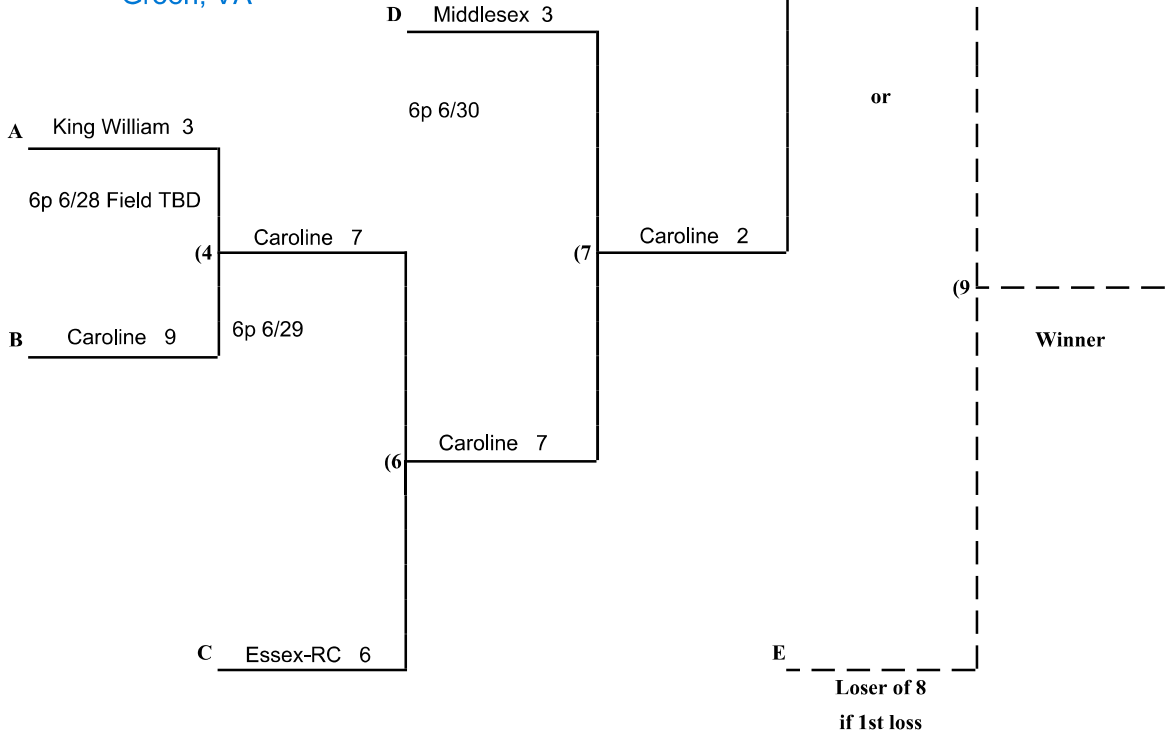 Green, VA
D Middlesex 3
6p 6/30
or
A King William 3
6p 6/28 Field TBD
(4 Caroline 7
(7 Caroline 2
(9
B Caroline 9
6p 6/29
Winner
(6 Caroline 7
C Essex-RC 6
E
Loser of 8
if 1st loss